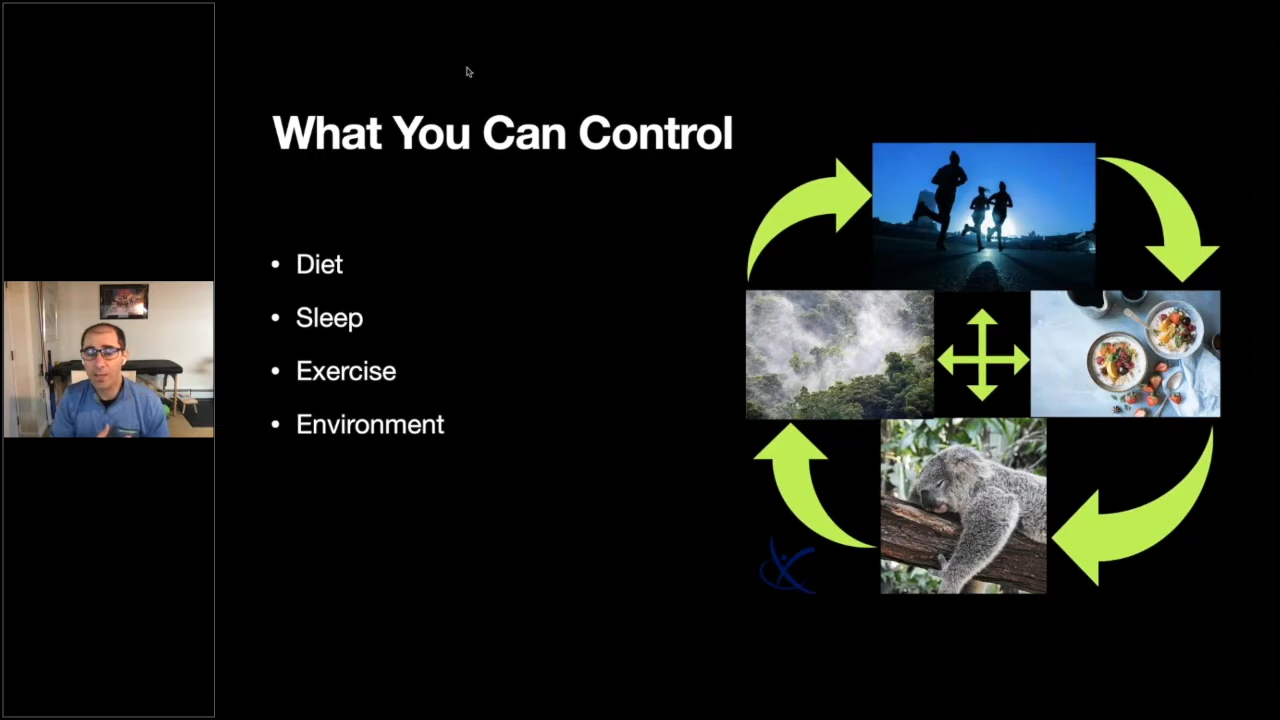 What You Can Control
• Diet
• Sleep
• Exercise
• Environment